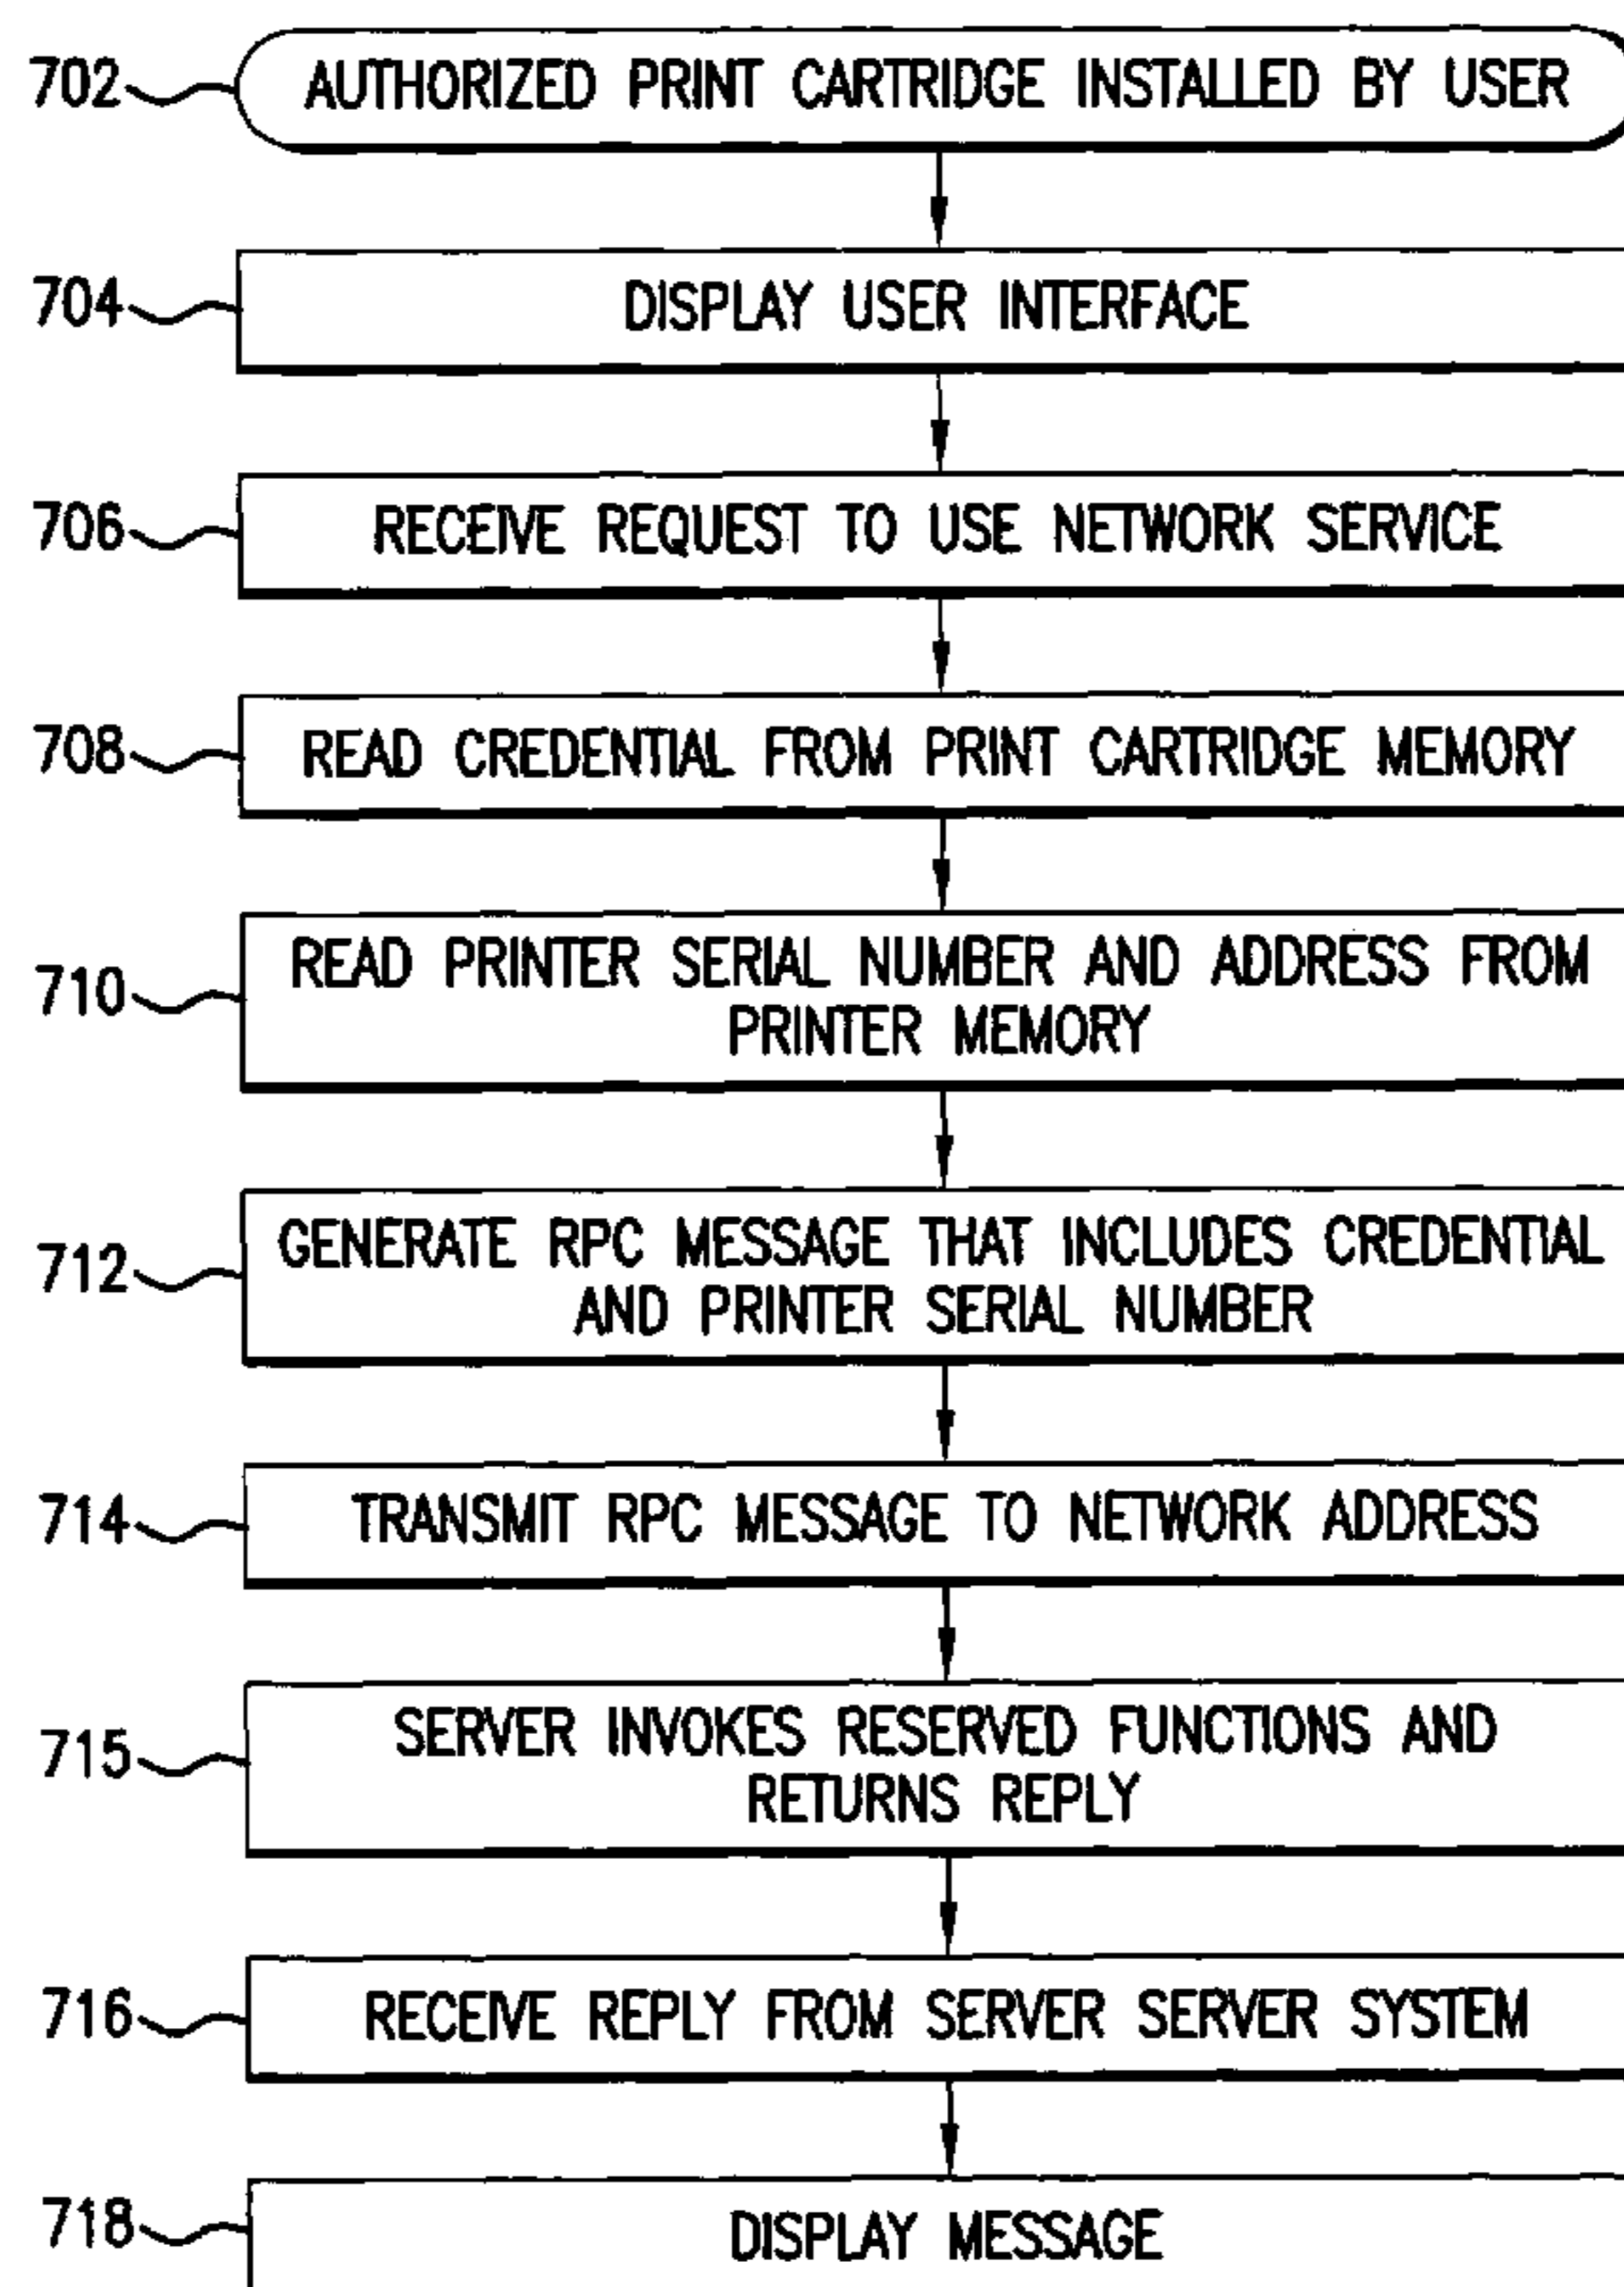 702 AUTHORIZED PRINT CARTRIDGE INSTALLED BY USER
704 DISPLAY USER INTERFACE
706 RECEIVE REQUEST TO USE NETWORK SERVICE
708 READ CREDENTIAL FROM PRINT CARTRIDGE MEMORY
710 READ PRINTER SERIAL NUMBER AND ADDRESS FROM
PRINTER MEMORY
712 GENERATE RPC MESSAGE THAT INCLUDES CREDENTIAL
AND PRINTER SERIAL NUMBER
714 TRANSMIT RPC MESSAGE TO NETWORK ADDRESS
715 SERVER INVOKES RESERVED FUNCTIONS AND
RETURNS REPLY
716 RECEIVE REPLY FROM SERVER SERVER SYSTEM
718 DISPLAY MESSAGE